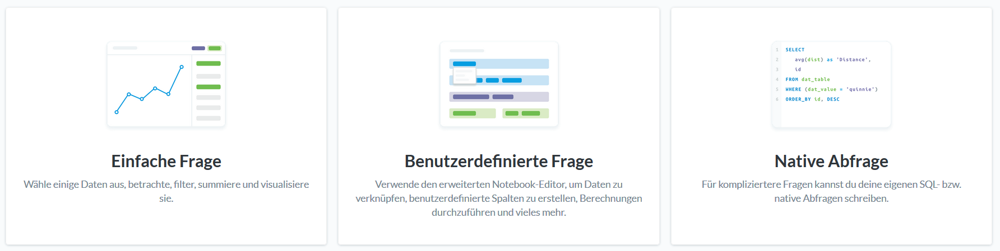 Einfache Frage
Wähle einige Daten aus, betrachte, filter, summiere und visualisiere
sie.
Benutzerdefinierte Frage
Verwende den erweiterten Notebook-Editor, um Daten zu
verknüpfen, benutzerdefinierte Spalten zu erstellen, Berechnungen
durchzuführen und vieles mehr.
1 SELECT
2 avg(dist) as 'Distance',
3 id
4 FROM dat_table
5 WHERE (dat_value = 'quinnie')
6 ORDER_BY id, DESC
Native Abfrage
Für kompliziertere Fragen kannst du deine eigenen SQL- bzw.
native Abfragen schreiben.